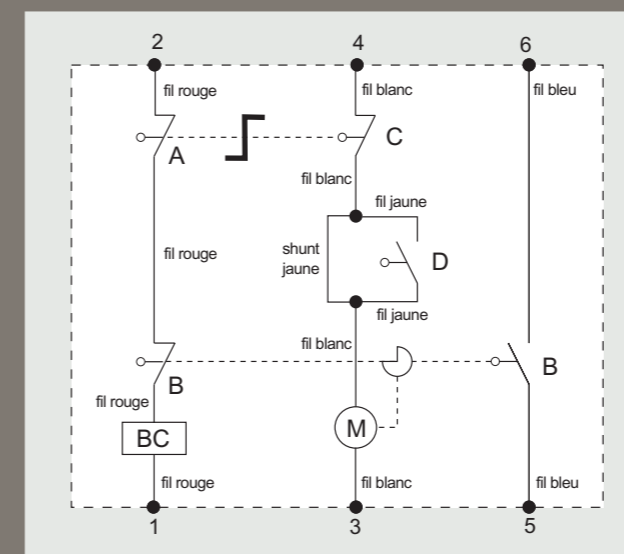 2
4
6
fil rouge
fil blanc
fil bleu
A
C
fil blanc
fil jaune
fil rouge
shunt
jaune
D
fil jaune
fil blanc
B
B
fil rouge
BC
M
fil rouge
fil blanc
fil bleu
1
3
5